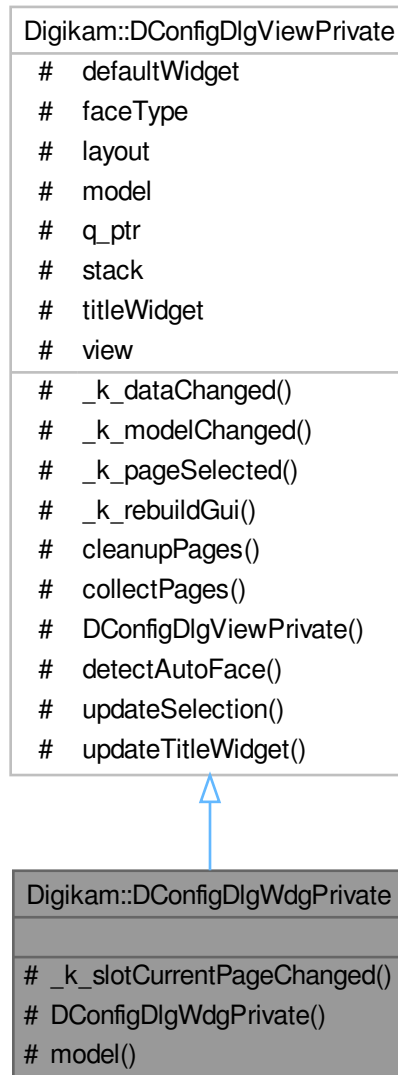 Digikam::DConfigDlgViewPrivate
# defaultWidget
# faceType
# layout
# model
# q_ptr
# stack
# titleWidget
# view
# _k_dataChanged()
# _k_modelChanged()
# _k_pageSelected()
# _k_rebuildGui()
# cleanupPages()
# collectPages()
# DConfigDlgViewPrivate()
# detectAutoFace()
# updateSelection()
# updateTitleWidget()
Digikam::DConfigDlgWdgPrivate
# _k_slotCurrentPageChanged()
# DConfigDlgWdgPrivate()
# model()